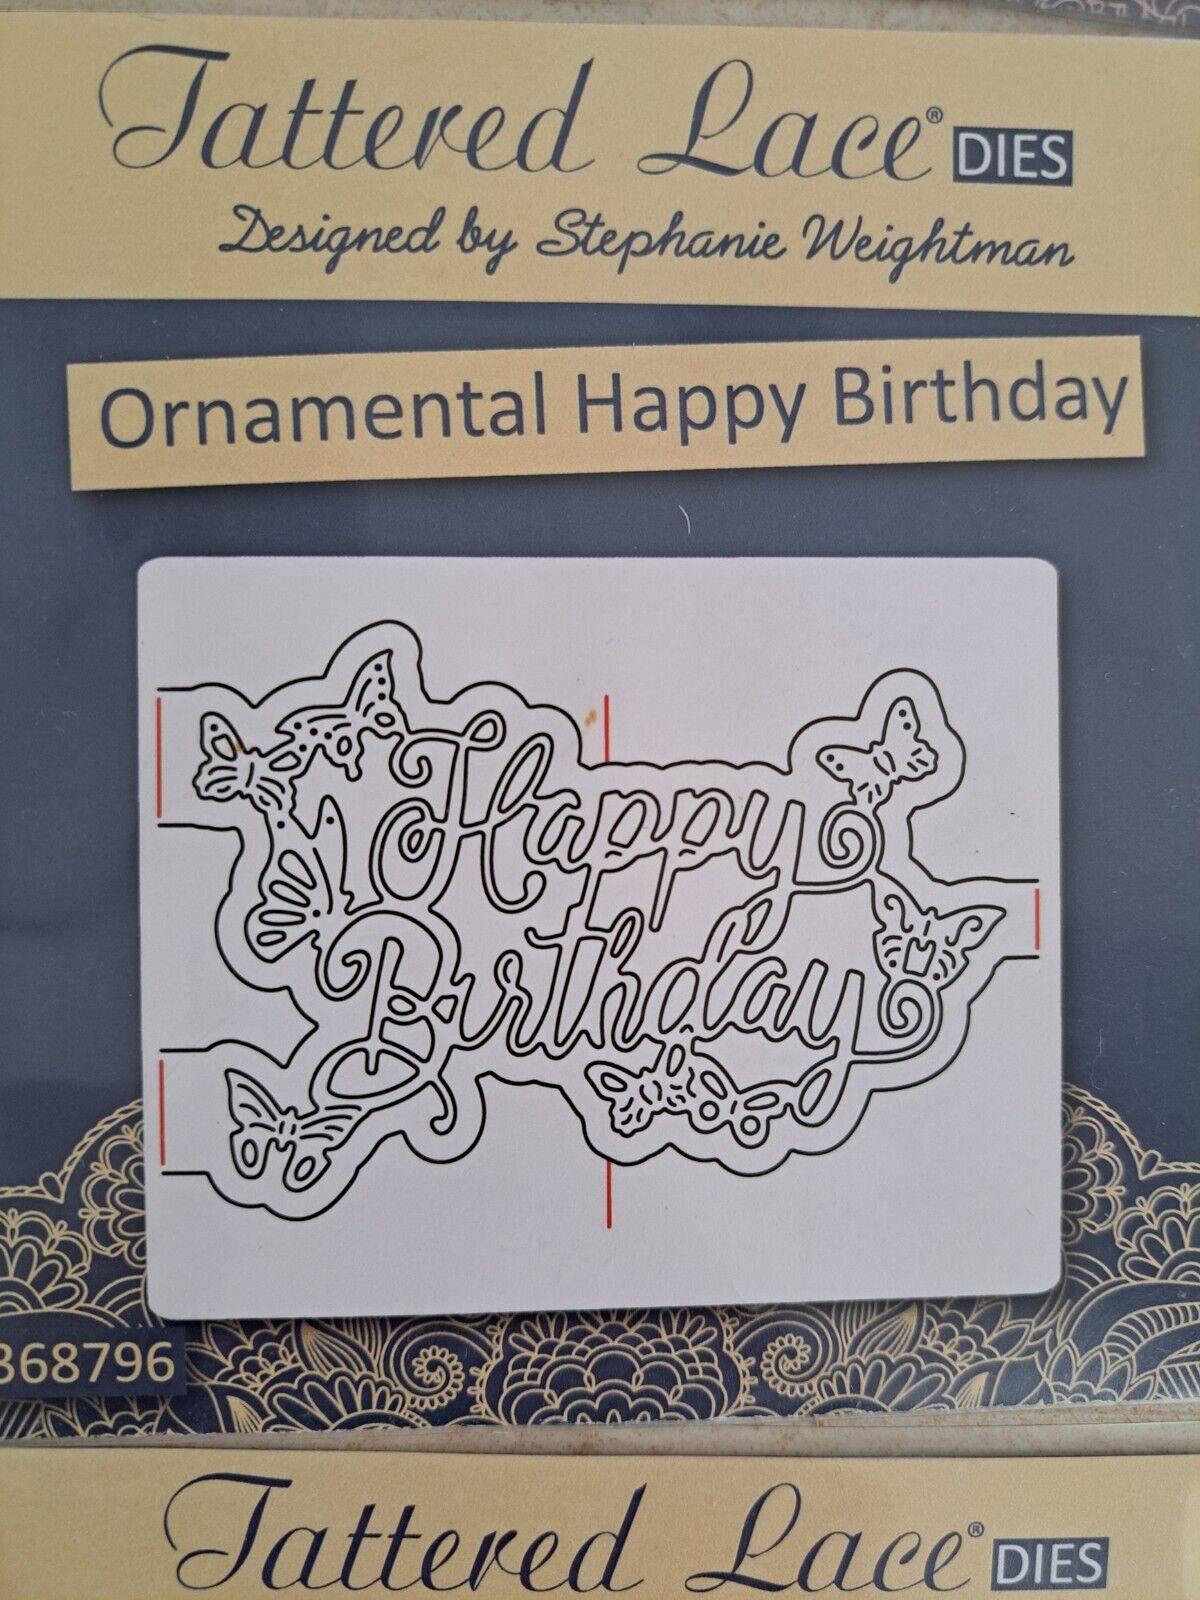 Tattered Lace® DIES
Designed by Stephanie Weightman
Ornamental Happy Birthday
Happy
Birthday
368796
Tattered Lace® DIES